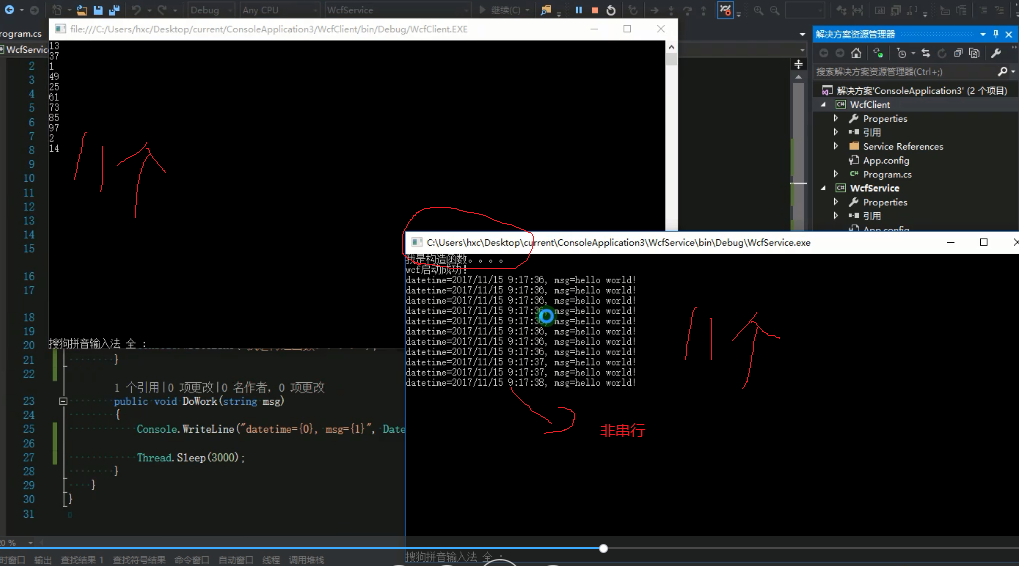 Debug
Any CPU
WcfService
继续(C)
rogram.cs
file:///C:/Users/hxc/Desktop/current/ConsoleApplication3/WcfClient/bin/Debug/WcfClient.EXE
WcfServic
13
37
1
49
25
61
73
85
97
2
14
11个
搜狗拼音输入法 全 :
2
3
4
5
6
7
8
9
10
11
12
13
14
15
16
17
18
19
20
21 }
22
1 个引用|0 项更改|0 名作者, 0 项更改
23 public void DoWork(string msg)
24 {
25 Console.WriteLine("datetime={0}, msg={1}", Date
26
27 Thread.Sleep(3000);
28 }
29 }
30 }
31
解决方案资源管理器
搜索解决方案资源管理器(Ctrl+;)
解决方案'ConsoleApplication3' (2 个项目)
WcfClient
Properties
引用
Service References
App.config
Program.cs
WcfService
Properties
引用
App.config
C:\Users\hxc\Desktop\current\ConsoleApplication3\WcfService\bin\Debug\WcfService.exe
我是构造函数。。。。
wcf启动成功!
datetime=2017/11/15 9:17:36, msg=hello world!
datetime=2017/11/15 9:17:36, msg=hello world!
datetime=2017/11/15 9:17:36, msg=hello world!
datetime=2017/11/15 9:17:36, msg=hello world!
datetime=2017/11/15 9:17:36, msg=hello world!
datetime=2017/11/15 9:17:36, msg=hello world!
datetime=2017/11/15 9:17:36, msg=hello world!
datetime=2017/11/15 9:17:36, msg=hello world!
datetime=2017/11/15 9:17:37, msg=hello world!
datetime=2017/11/15 9:17:37, msg=hello world!
datetime=2017/11/15 9:17:38, msg=hello world!
11个
非串行
搜狗拼音输入法 全 :
输出
查找结果 1
查找符号结果
命令窗口
自动窗口
线程
调用堆栈